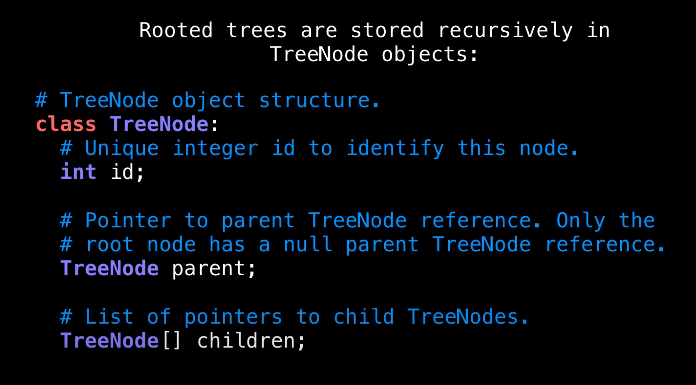 Rooted trees are stored recursively in
TreeNode objects:
# TreeNode object structure.
class TreeNode:
# Unique integer id to identify this node.
int id;
# Pointer to parent TreeNode reference. Only the
# root node has a null parent TreeNode reference.
TreeNode parent;
# List of pointers to child TreeNodes.
TreeNode[] children;